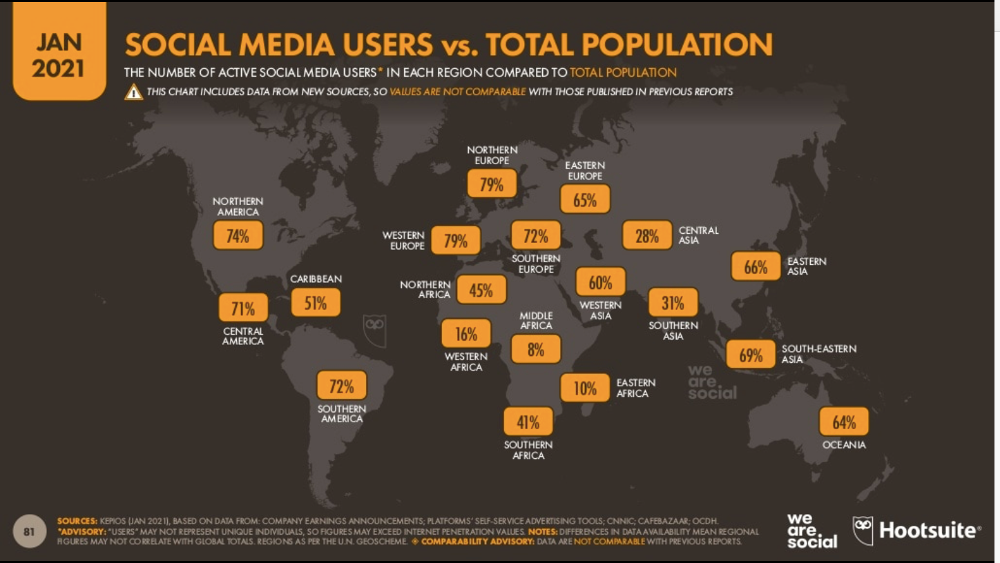 JAN
2021
SOCIAL MEDIA USERS vs. TOTAL POPULATION
THE NUMBER OF ACTIVE SOCIAL MEDIA USERS* IN EACH REGION COMPARED TO TOTAL POPULATION
THIS CHART INCLUDES DATA FROM NEW SOURCES, SO VALUES ARE NOT COMPARABLE WITH THOSE PUBLISHED IN PREVIOUS REPORTS
NORTHERN
EUROPE
79%
EASTERN
EUROPE
65%
NORTHERN
AMERICA
74%
WESTERN
EUROPE
79%
72%
SOUTHERN
EUROPE
28%
CENTRAL
ASIA
66%
EASTERN
ASIA
CARIBBEAN
51%
NORTHERN
AFRICA
45%
60%
WESTERN
ASIA
31%
SOUTHERN
ASIA
71%
CENTRAL
AMERICA
16%
WESTERN
AFRICA
MIDDLE
AFRICA
8%
69%
SOUTH-EASTERN
ASIA
we
are
social
72%
SOUTHERN
AMERICA
10%
EASTERN
AFRICA
41%
SOUTHERN
AFRICA
64%
OCEANIA
81
SOURCES: KEPIOS (JAN 2021), BASED ON DATA FROM: COMPANY EARNINGS ANNOUNCEMENTS; PLATFORMS' SELF-SERVICE ADVERTISING TOOLS; CNNIC; CAFEBAZAAR; OCDH.
*ADVISORY: "USERS" MAY NOT REPRESENT UNIQUE INDIVIDUALS, SO FIGURES MAY EXCEED INTERNET PENETRATION VALUES. NOTES: DIFFERENCES IN DATA AVAILABILITY MEAN REGIONAL
FIGURES MAY NOT CORRELATE WITH GLOBAL TOTALS. REGIONS AS PER THE U.N. GEOSCHEME. ◈ COMPARABILITY ADVISORY: DATA ARE NOT COMPARABLE WITH PREVIOUS REPORTS.
we
are
social
Hootsuite®